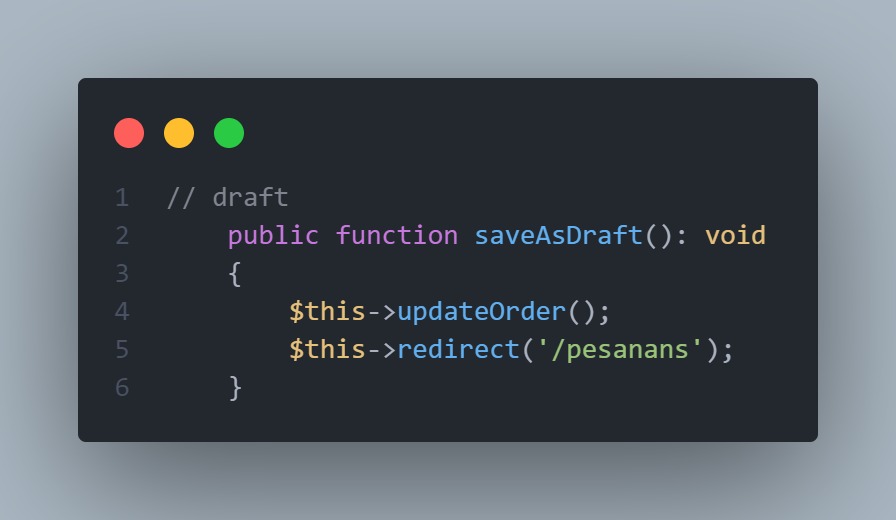 1 // draft
2     public function saveAsDraft(): void
3     {
4         $this->updateOrder();
5         $this->redirect('/pesanans');
6     }